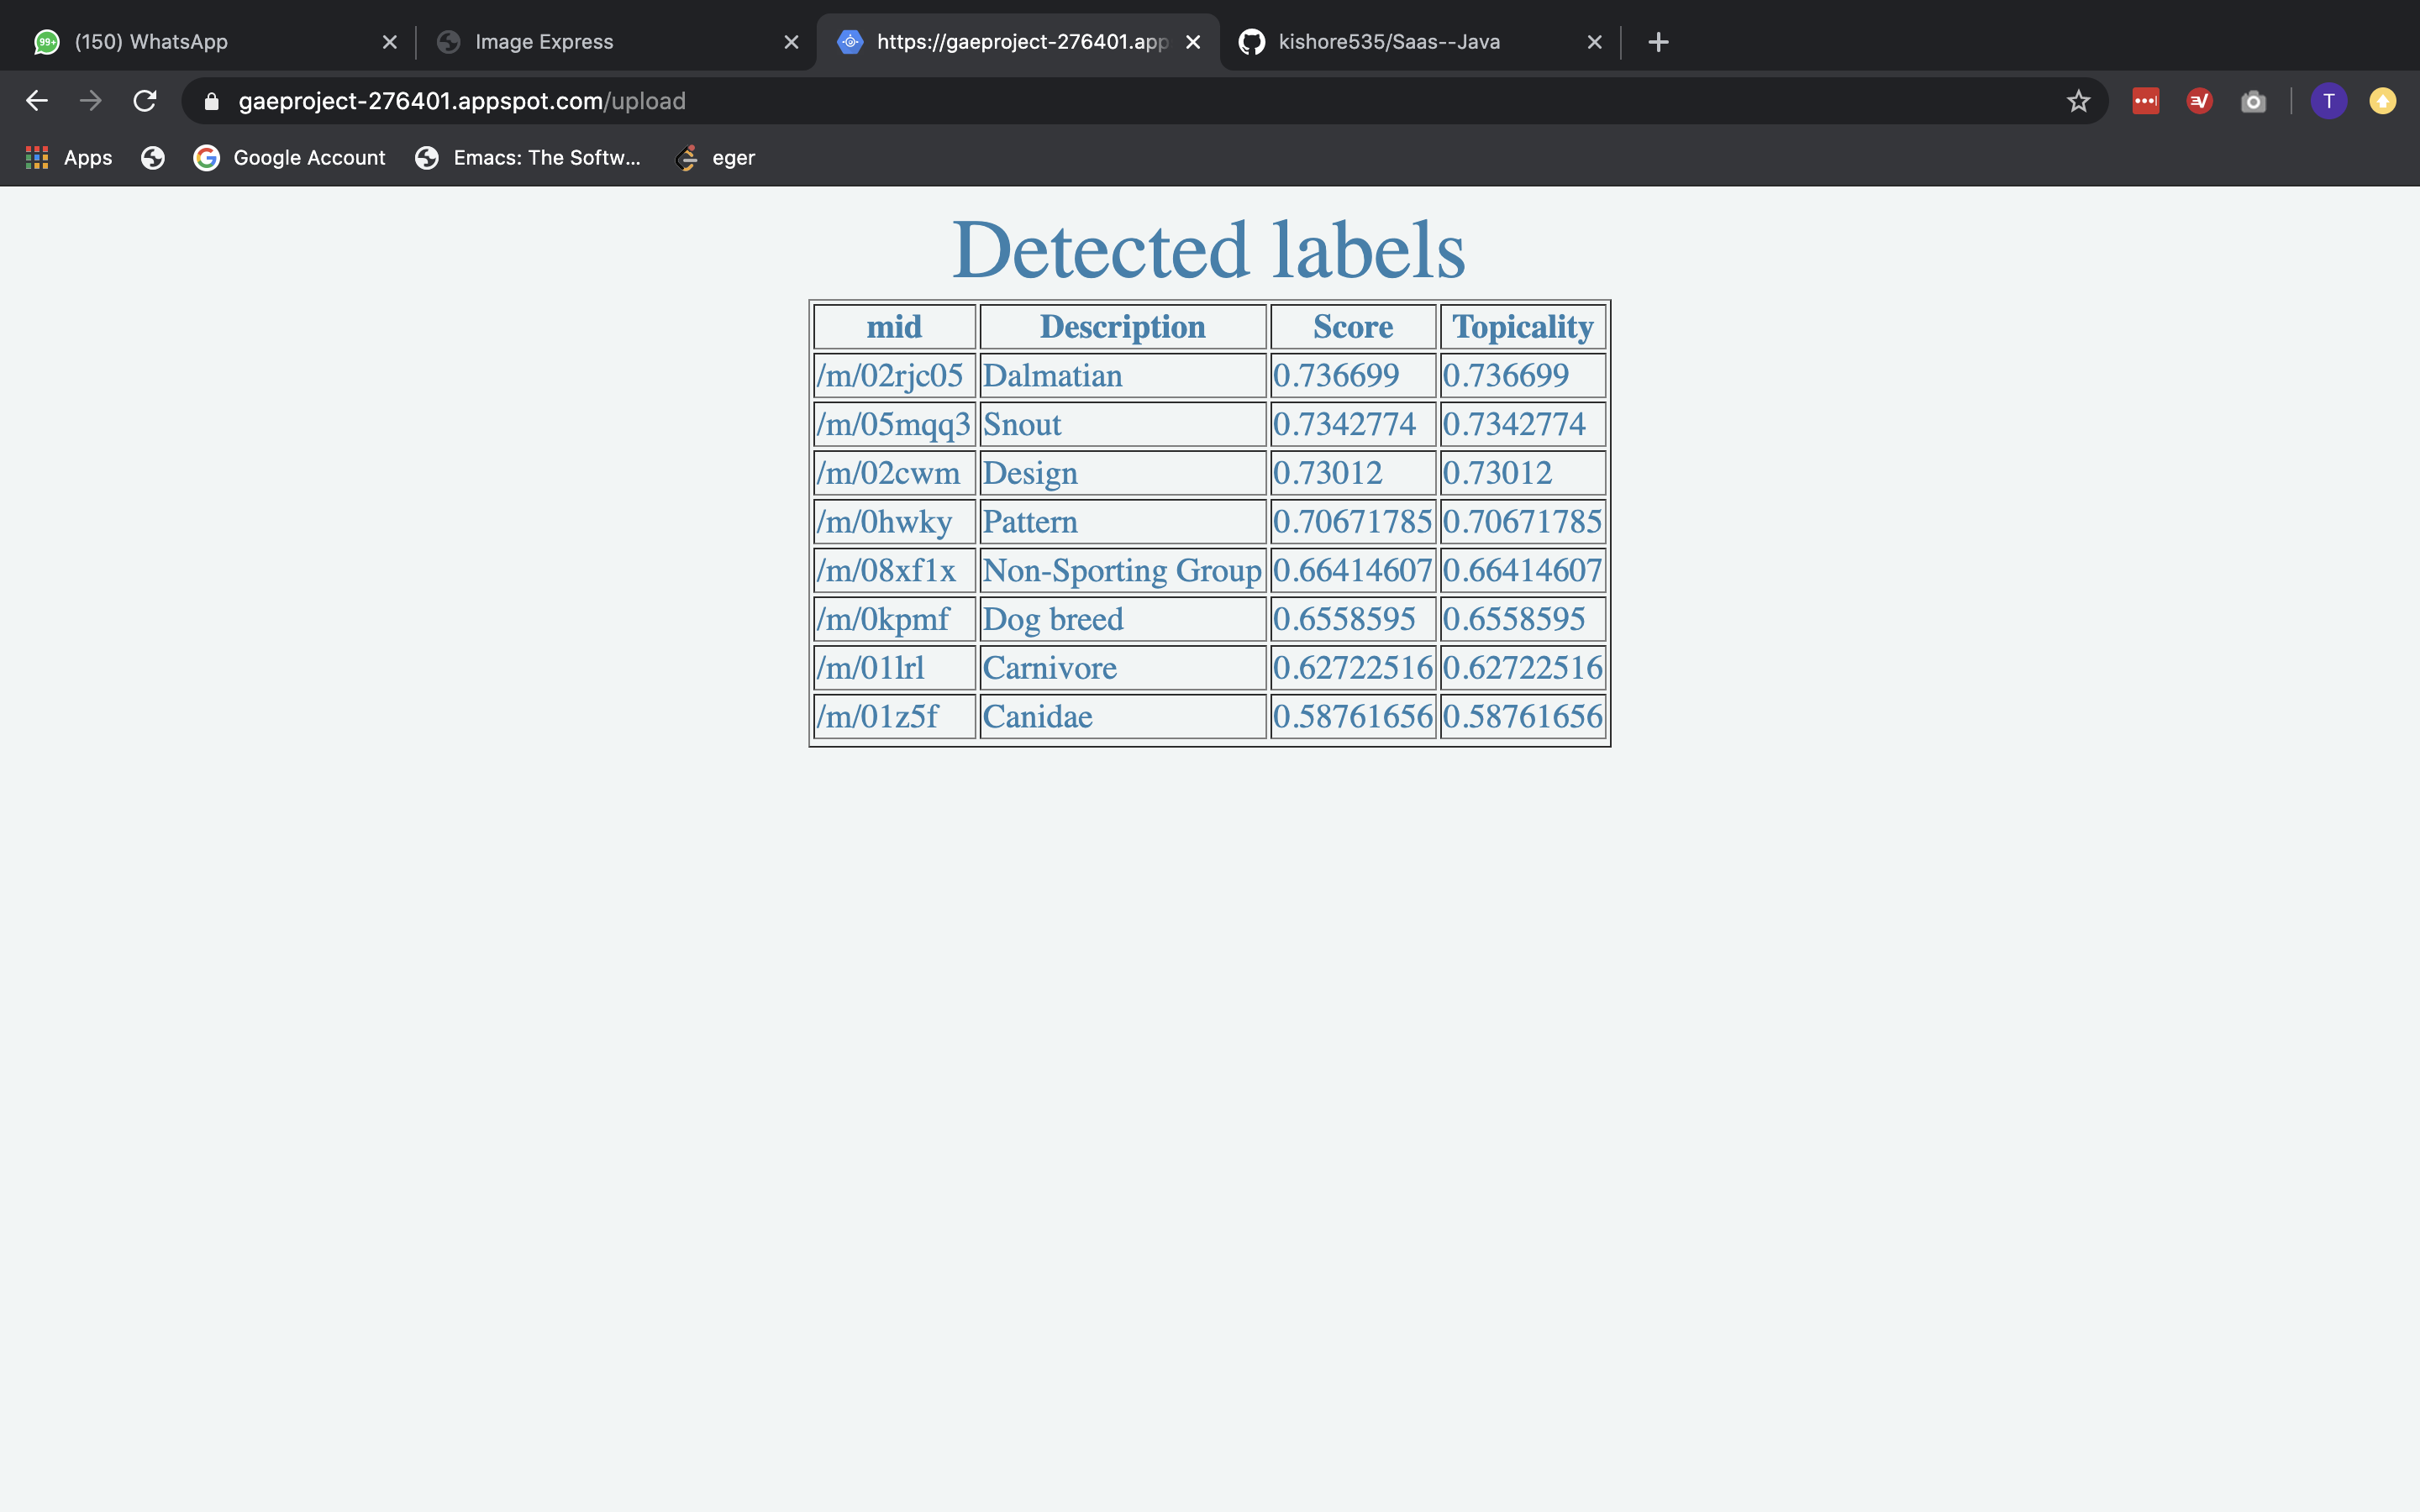 99+ (150) WhatsApp Image Express https://gaeproject-276401.app kishore535/Saas--Java
gaeproject-276401.appspot.com/upload T
Apps Google Account Emacs: The Softw... eger
Detected labels
mid Description Score Topicality
/m/02rjc05 Dalmatian 0.736699 0.736699
/m/05mqq3 Snout 0.7342774 0.7342774
/m/02cwm Design 0.73012 0.73012
/m/0hwky Pattern 0.70671785 0.70671785
/m/08xf1x Non-Sporting Group 0.66414607 0.66414607
/m/0kpmf Dog breed 0.6558595 0.6558595
/m/01lrl Carnivore 0.62722516 0.62722516
/m/01z5f Canidae 0.58761656 0.58761656